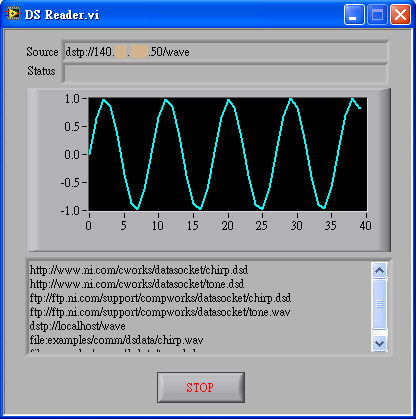 DS Reader.vi
Source dstp://140. . .50/wave
Status
1.0
0.5
0.0
-0.5
-1.0
0 5 10 15 20 25 30 35 40
http://www.ni.com/cworks/datasocket/chirp.dsd
http://www.ni.com/cworks/datasocket/tone.dsd
ftp://ftp.ni.com/support/compworks/datasocket/chirp.dsd
ftp://ftp.ni.com/support/compworks/datasocket/tone.wav
dstp://localhost/wave
file:examples/comm/dsdata/chirp.wav
STOP